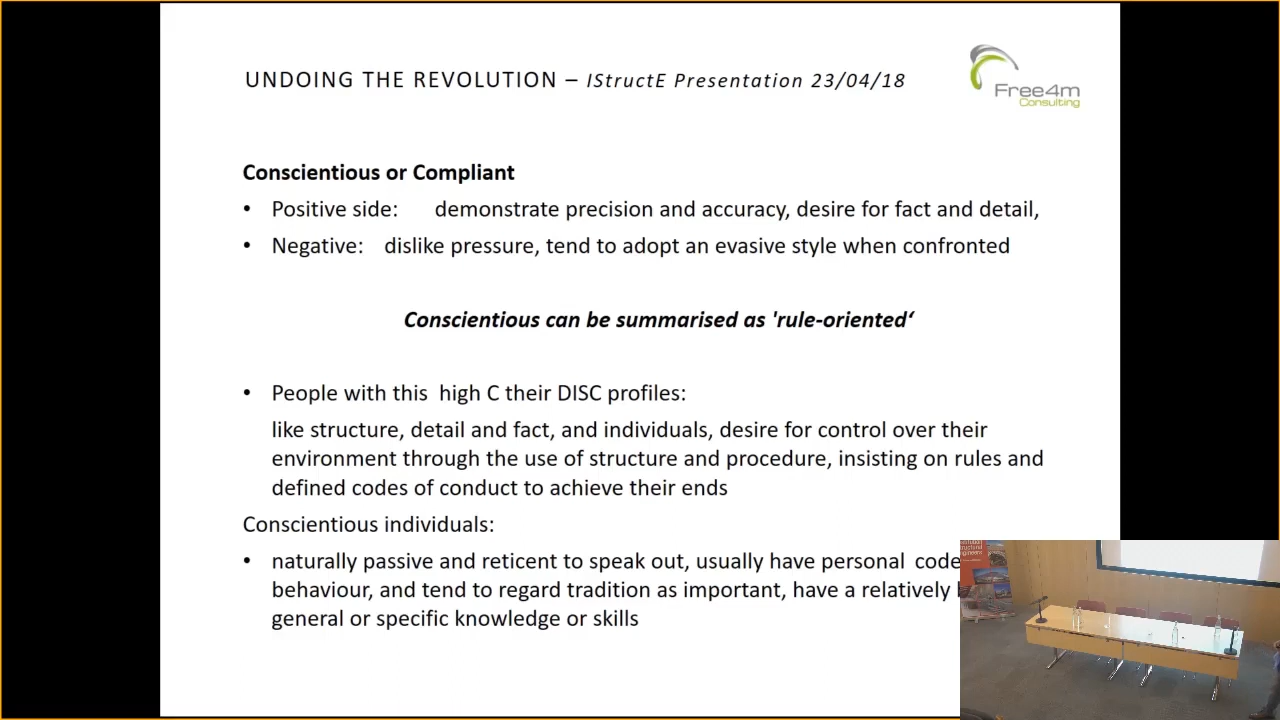 UNDOING THE REVOLUTION – IStructE Presentation 23/04/18
Free4m
Consulting
Conscientious or Compliant
• Positive side: demonstrate precision and accuracy, desire for fact and detail,
• Negative: dislike pressure, tend to adopt an evasive style when confronted
Conscientious can be summarised as 'rule-oriented‘
• People with this high C their DISC profiles:
like structure, detail and fact, and individuals, desire for control over their
environment through the use of structure and procedure, insisting on rules and
defined codes of conduct to achieve their ends
Conscientious individuals:
• naturally passive and reticent to speak out, usually have personal code
behaviour, and tend to regard tradition as important, have a relatively
general or specific knowledge or skills